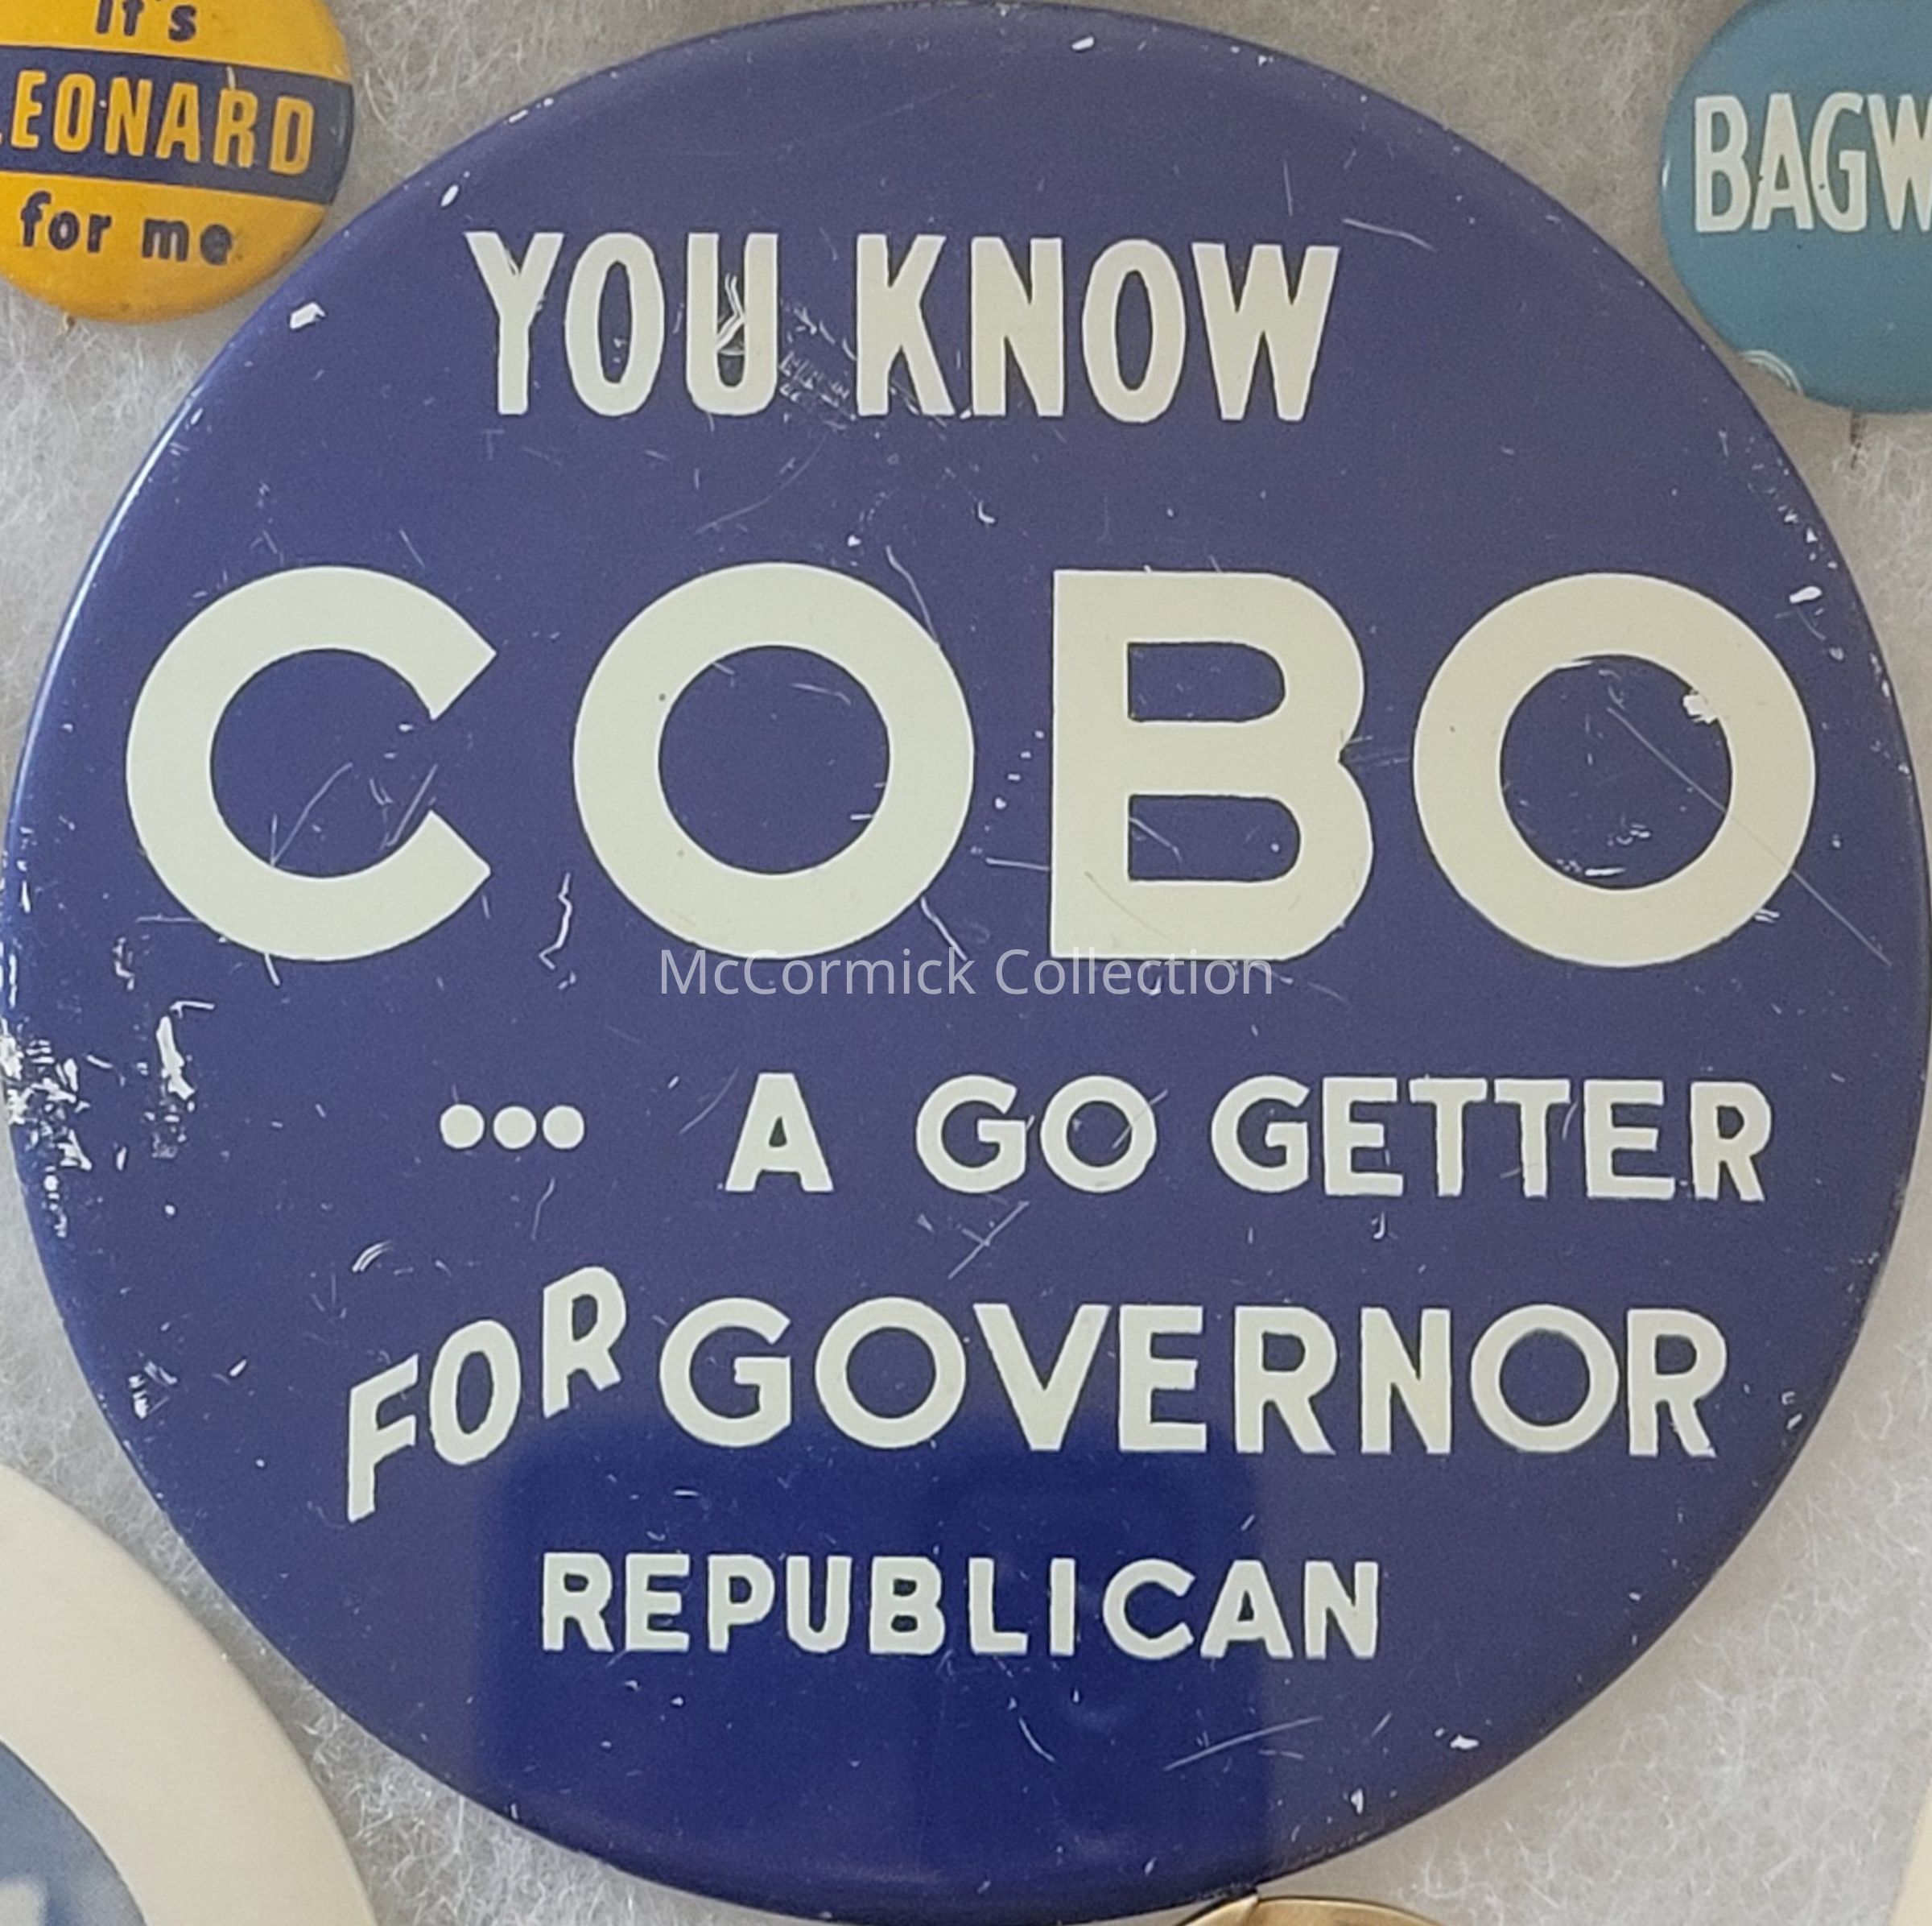 It's
LEONARD
for me
BAGW
YOU KNOW
COBO
McCormick Collection
... A GO GETTER
FOR GOVERNOR
REPUBLICAN